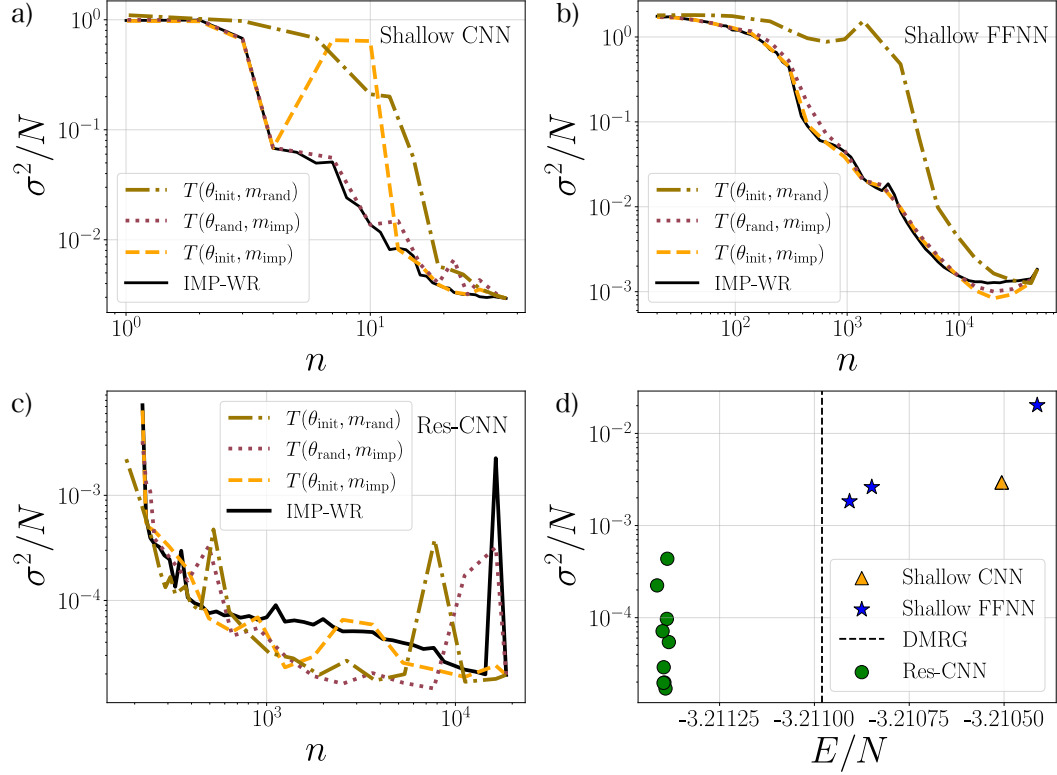 a)
Shallow CNN
σ²/N
10⁰
10⁻¹
10⁻²
T(θ_init, m_rand)
T(θ_rand, m_imp)
T(θ_init, m_imp)
IMP-WR
10⁰
10¹
n
b)
Shallow FFNN
σ²/N
10⁰
10⁻¹
10⁻²
10⁻³
T(θ_init, m_rand)
T(θ_rand, m_imp)
T(θ_init, m_imp)
IMP-WR
10²
10³
10⁴
n
c)
Res-CNN
σ²/N
10⁻³
10⁻⁴
T(θ_init, m_rand)
T(θ_rand, m_imp)
T(θ_init, m_imp)
IMP-WR
10³
10⁴
n
d)
σ²/N
10⁻²
10⁻³
10⁻⁴
Shallow CNN
Shallow FFNN
DMRG
Res-CNN
-3.21125
-3.21100
-3.21075
-3.21050
E/N